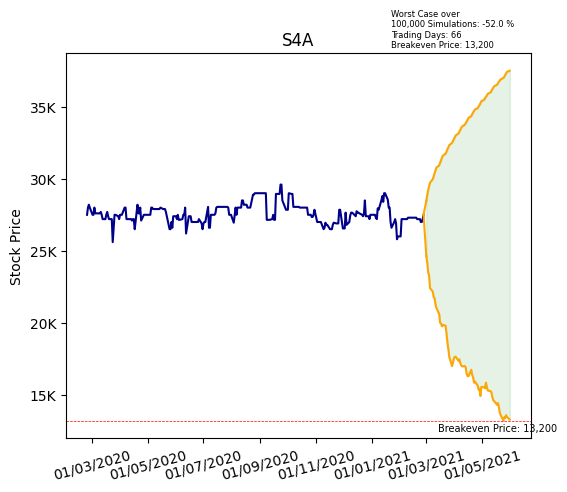 Worst Case over
100,000 Simulations: -52.0 %
Trading Days: 66
Breakeven Price: 13,200
S4A
Stock Price
35K
30K
25K
20K
15K
Breakeven Price: 13,200
01/03/2020
01/05/2020
01/07/2020
01/09/2020
01/11/2020
01/01/2021
01/03/2021
01/05/2021